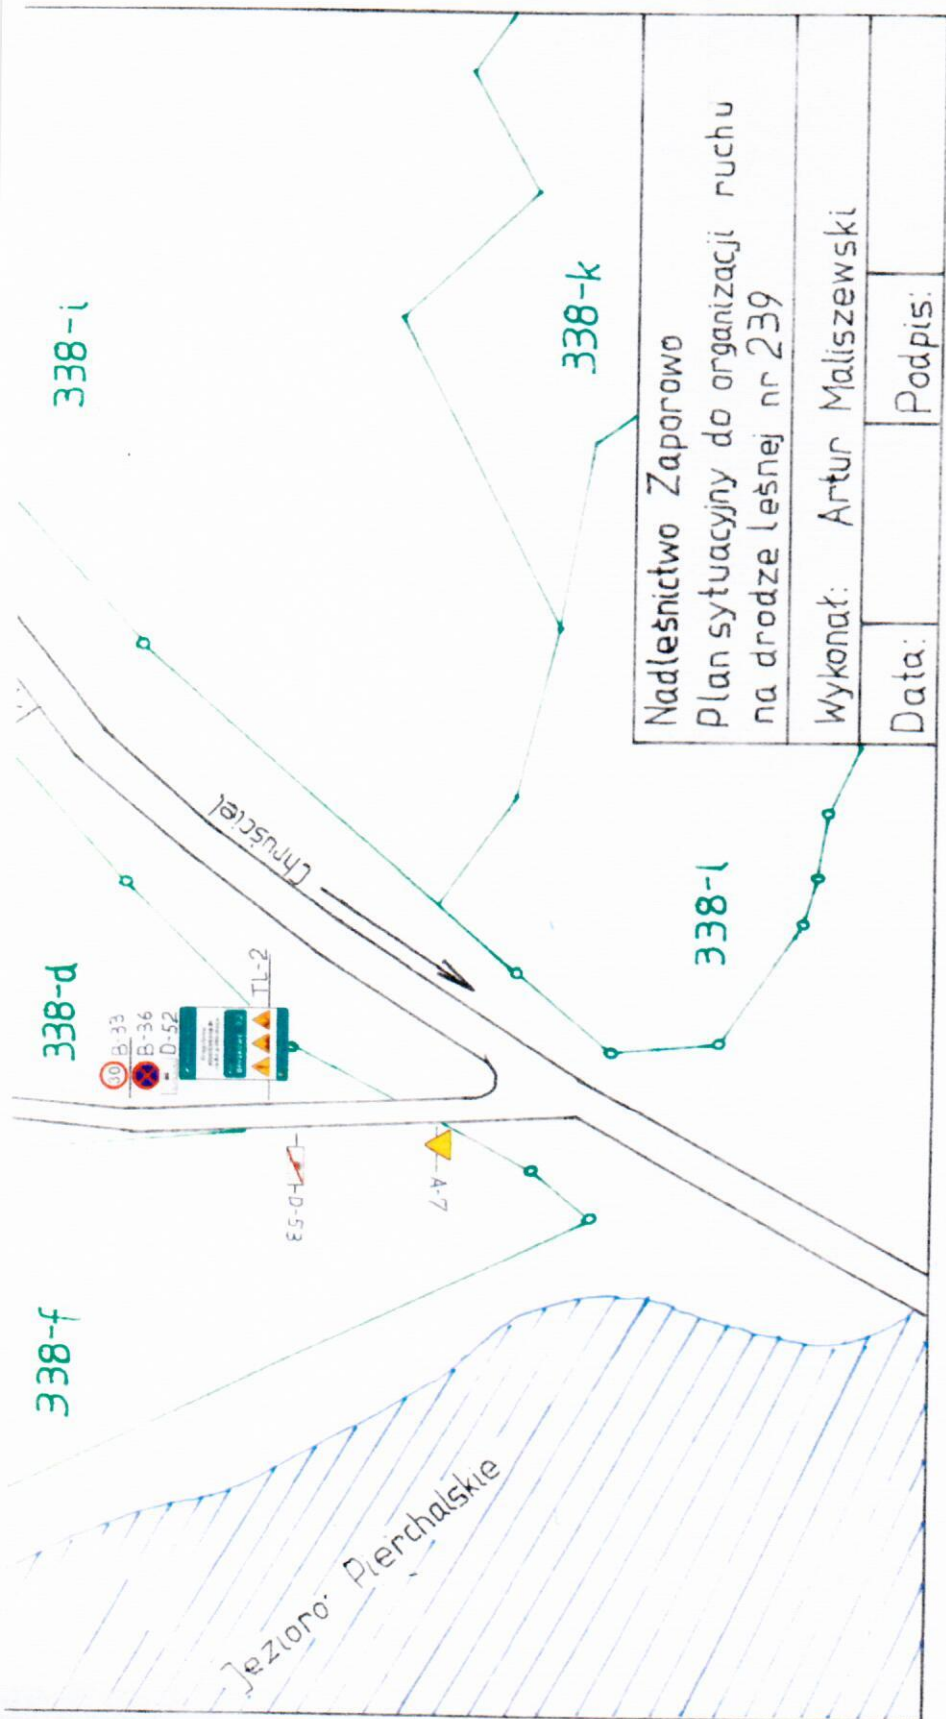 338-i
338-k
338-d
338-f
338-l
Chruściel
30
B-33
B-36
D-52
TL-2
D-53
A-7
Jezioro Pierchalskie
Nadleśnictwo Zaporowo
Plan sytuacyjny do organizacji ruchu
na drodze leśnej nr 239
Wykonał: Artur Maliszewski
Data: Podpis: